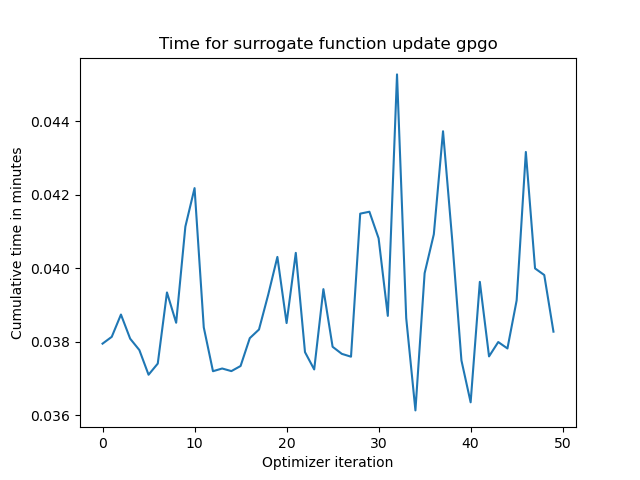 Time for surrogate function update gpgo
Cumulative time in minutes
0.044
0.042
0.040
0.038
0.036
0 10 20 30 40 50
Optimizer iteration